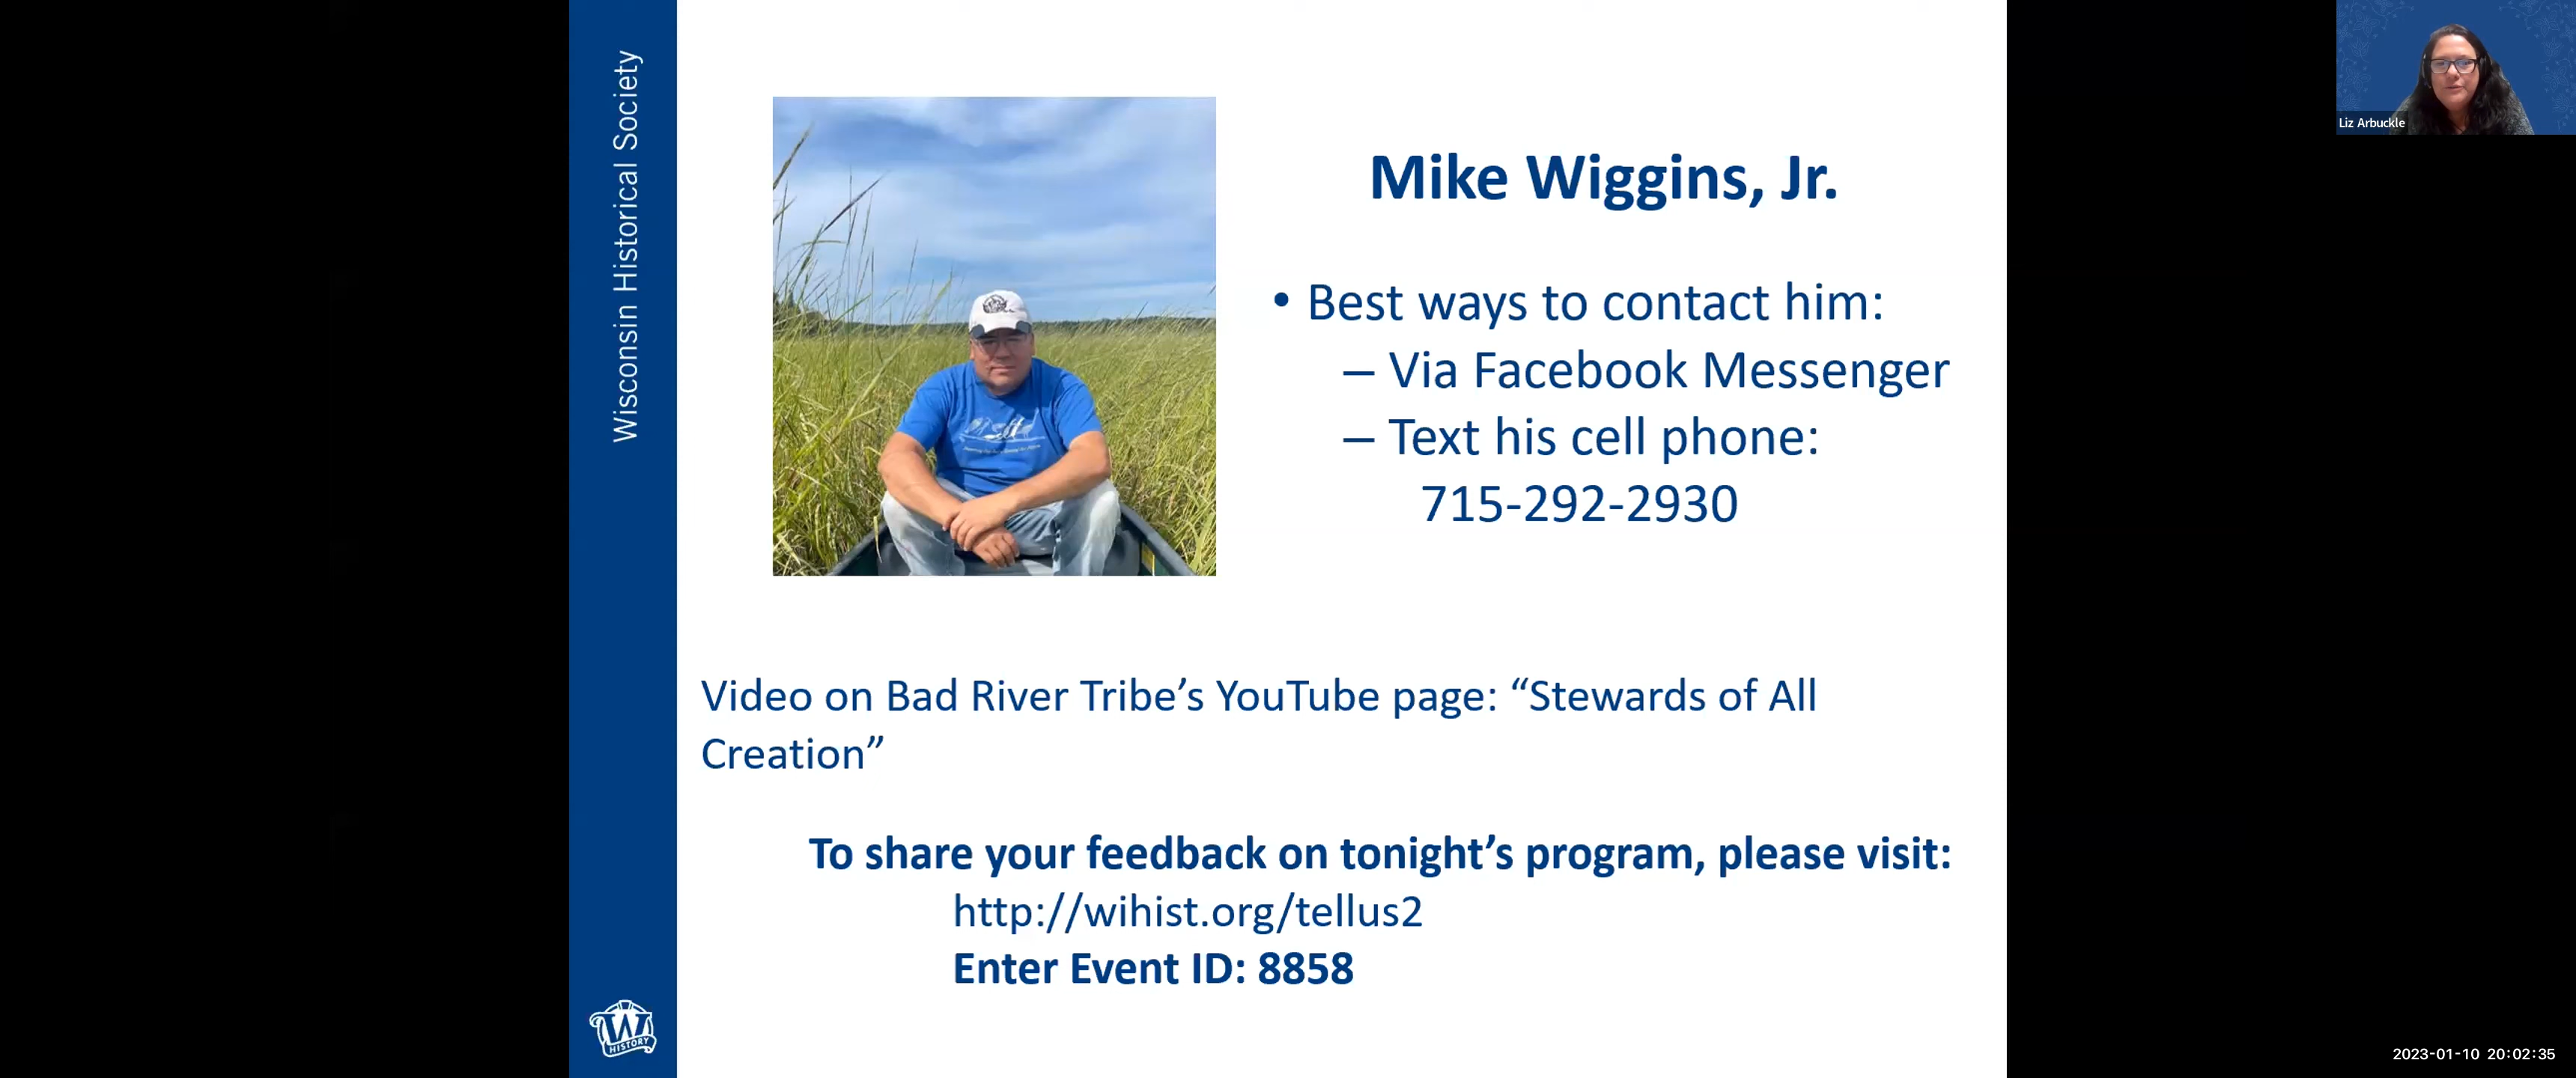 Wisconsin Historical Society
Mike Wiggins, Jr.
• Best ways to contact him:
– Via Facebook Messenger
– Text his cell phone:
715-292-2930
Video on Bad River Tribe’s YouTube page: “Stewards of All
Creation”
To share your feedback on tonight’s program, please visit:
http://wihist.org/tellus2
Enter Event ID: 8858
W
HISTORY
Liz Arbuckle
2023-01-10 20:02:35